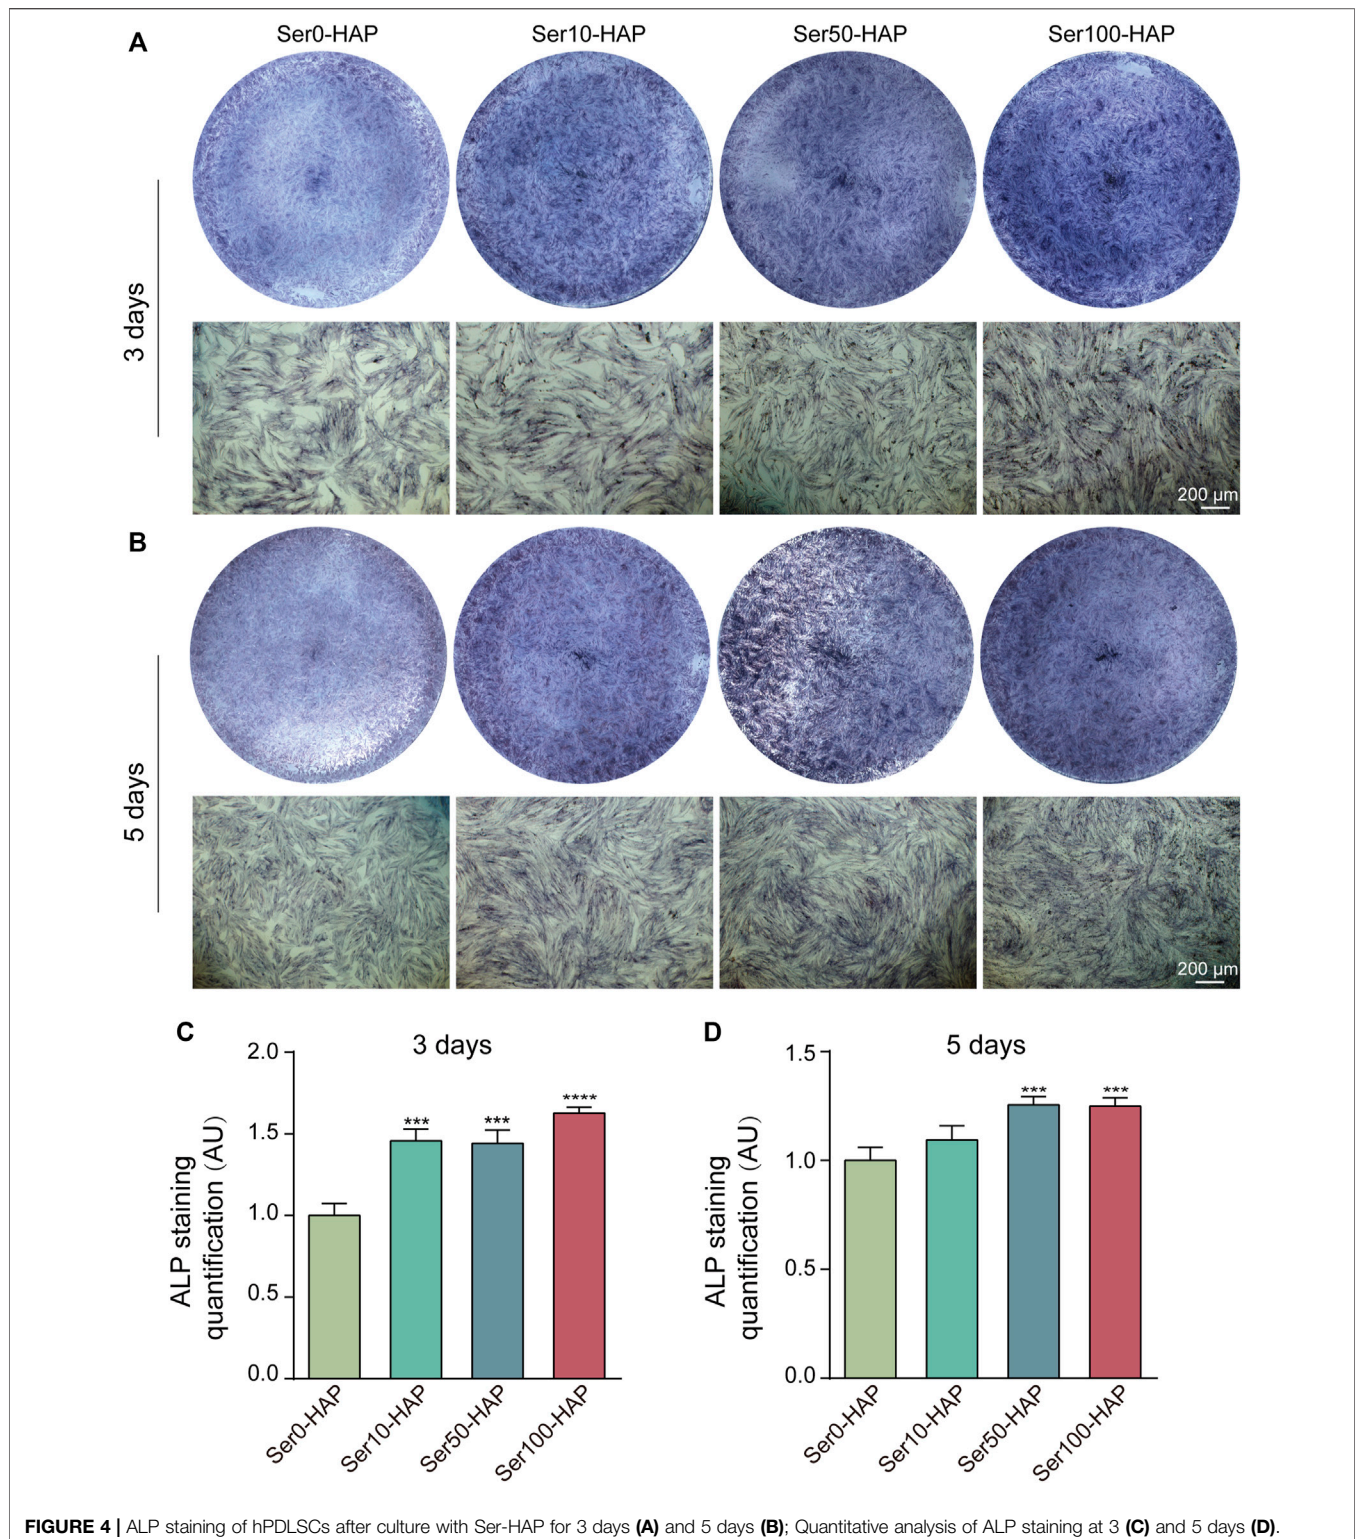 A
Ser0-HAP
Ser10-HAP
Ser50-HAP
Ser100-HAP
3 days
200 µm
B
5 days
200 µm
C
3 days
ALP staining
quantification (AU)
2.0
1.5
1.0
0.5
0.0
***
***
****
Ser0-HAP
Ser10-HAP
Ser50-HAP
Ser100-HAP
D
5 days
ALP staining
quantification (AU)
1.5
1.0
0.5
0.0
***
***
Ser0-HAP
Ser10-HAP
Ser50-HAP
Ser100-HAP
FIGURE 4 | ALP staining of hPDLSCs after culture with Ser-HAP for 3 days (A) and 5 days (B); Quantitative analysis of ALP staining at 3 (C) and 5 days (D).